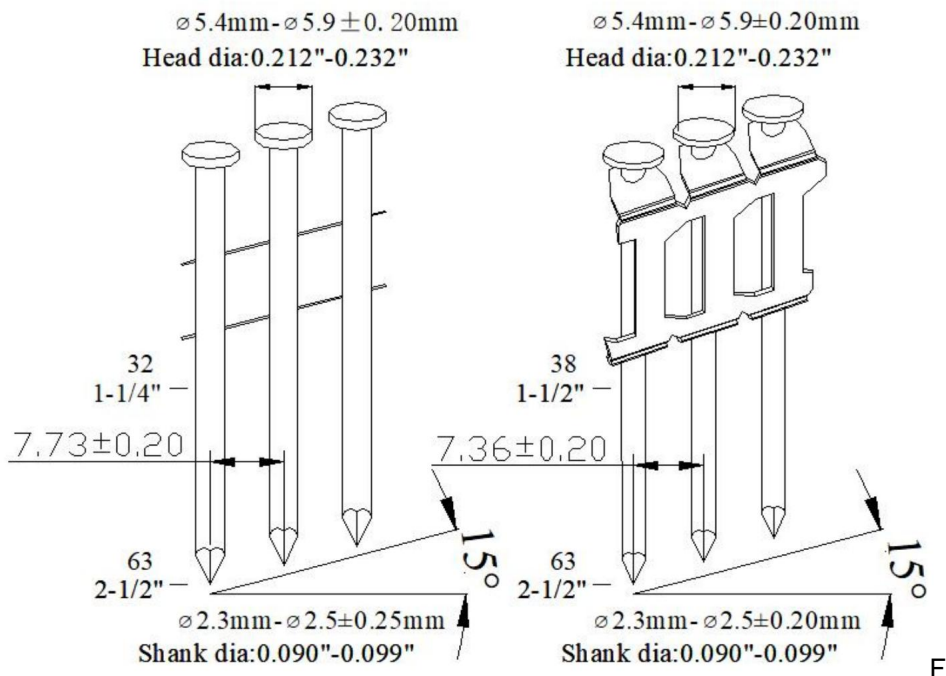 ⌀5.4mm-⌀5.9±0.20mm
Head dia:0.212"-0.232"
32
1-1/4"
7.73±0.20
63
2-1/2"
15°
⌀2.3mm-⌀2.5±0.25mm
Shank dia:0.090"-0.099"
⌀5.4mm-⌀5.9±0.20mm
Head dia:0.212"-0.232"
38
1-1/2"
7.36±0.20
63
2-1/2"
15°
⌀2.3mm-⌀2.5±0.20mm
Shank dia:0.090"-0.099"
F